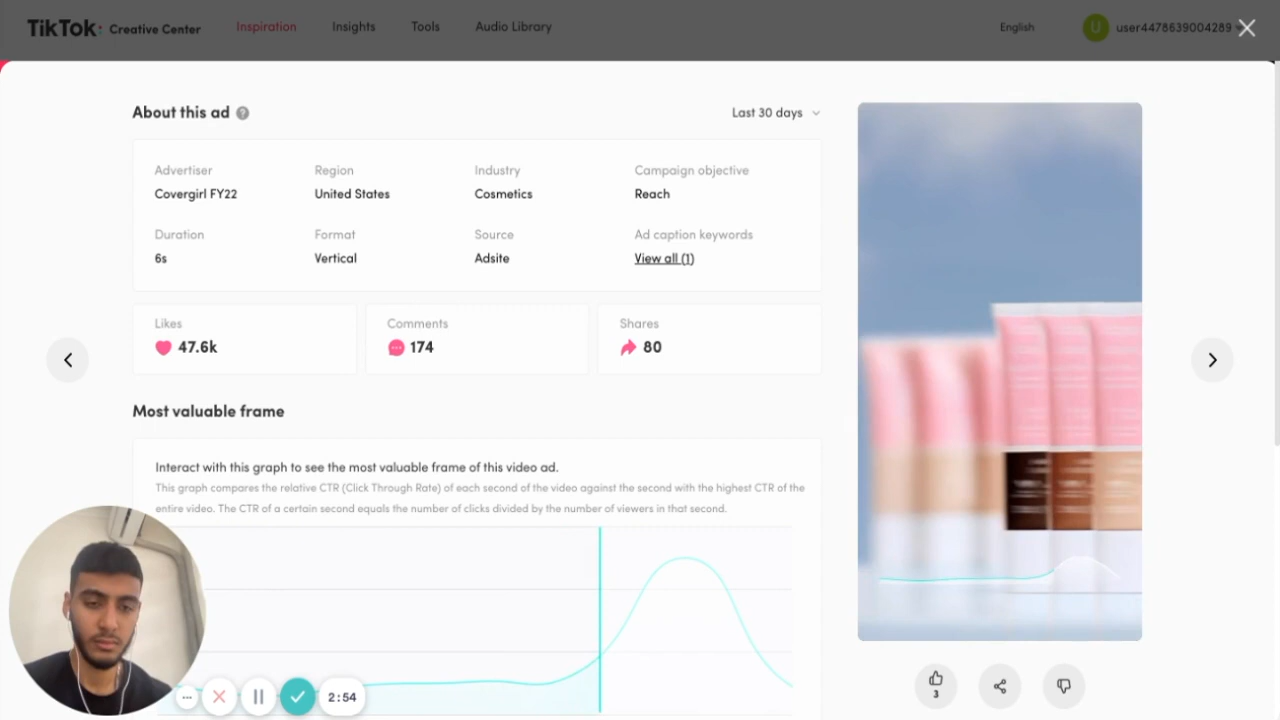 TikTok: Creative Center
Inspiration
Insights
Tools
Audio Library
English
U
user4478639004289
About this ad
Last 30 days
Advertiser
Region
Industry
Campaign objective
Covergirl FY22
United States
Cosmetics
Reach
Duration
Format
Source
Ad caption keywords
6s
Vertical
Adsite
View all (1)
Likes
Comments
Shares
47.6k
174
80
Most valuable frame
Interact with this graph to see the most valuable frame of this video ad.
This graph compares the relative CTR (Click Through Rate) of each second of the video against the second with the highest CTR of the
entire video. The CTR of a certain second equals the number of clicks divided by the number of viewers in that second.
2:54
3